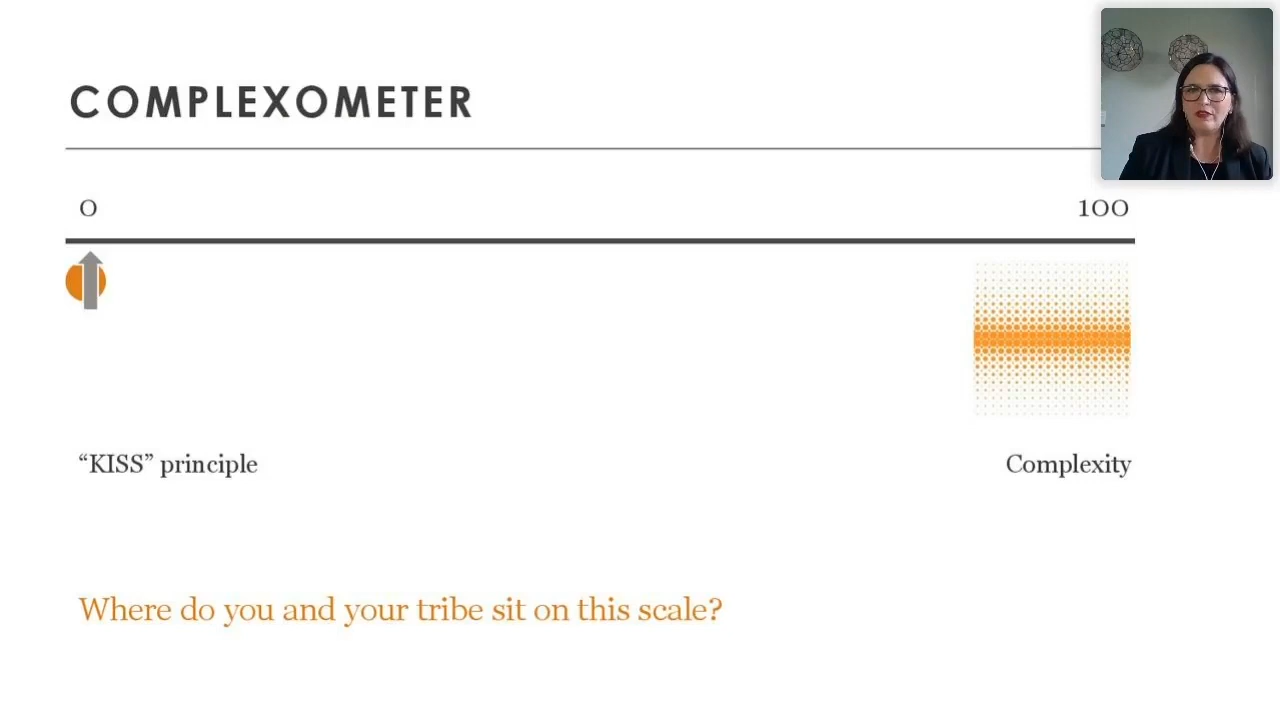 COMPLEXOMETER
0
100
“KISS” principle
Complexity
Where do you and your tribe sit on this scale?